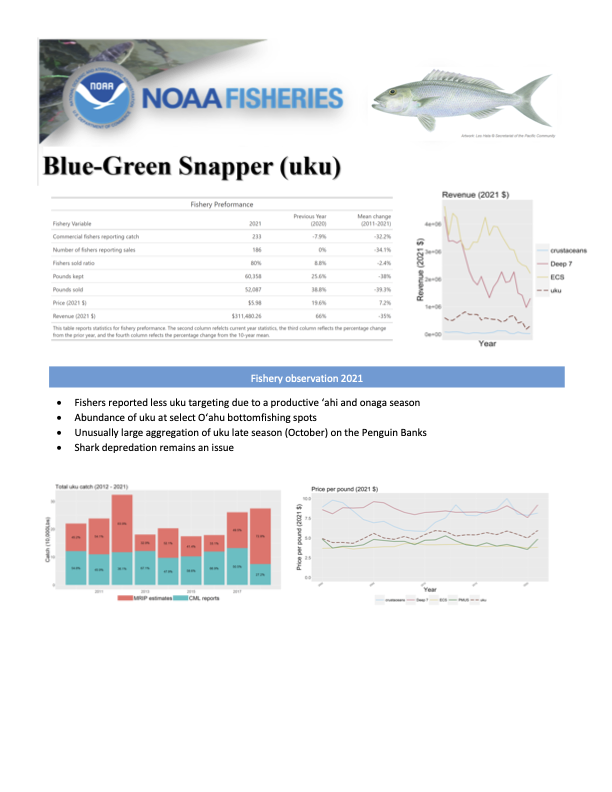 NOAA
NOAA FISHERIES
Blue-Green Snapper (uku)
Fishery Preformance
Fishery Variable 2021 Previous Year (2020) Mean change (2011-2021)
Commercial fishers reporting catch 233 -7.9% -32.2%
Number of fishers reporting sales 186 0% -34.1%
Fishers sold ratio 80% 8.8% -2.4%
Pounds kept 60,358 25.6% -38%
Pounds sold 52,087 38.8% -39.3%
Price (2021 $) $5.98 19.6% 7.2%
Revenue (2021 $) $311,480.26 66% -35%
This table reports statistics for fishery preformance. The second column refelcts current year statistics, the third column reflects the percentage change
from the prior year, and the fourth column reflects the percentage change from the 10-year mean.
Revenue (2021 $)
Revenue (2021 $)
4e+06
3e+06
2e+06
1e+06
0e+00
Year
crustaceans
Deep 7
ECS
uku
Fishery observation 2021
• Fishers reported less uku targeting due to a productive ʻahi and onaga season
• Abundance of uku at select Oʻahu bottomfishing spots
• Unusually large aggregation of uku late season (October) on the Penguin Banks
• Shark depredation remains an issue
Total uku catch (2012 - 2021)
Catch (10,000Lbs)
2011
2013
2015
2017
MRIP estimates CML reports
Price per pound (2021 $)
Price per pound (2021 $)
10.0
7.5
5.0
2.5
0.0
Year
crustaceans Deep 7 ECS PMUS uku